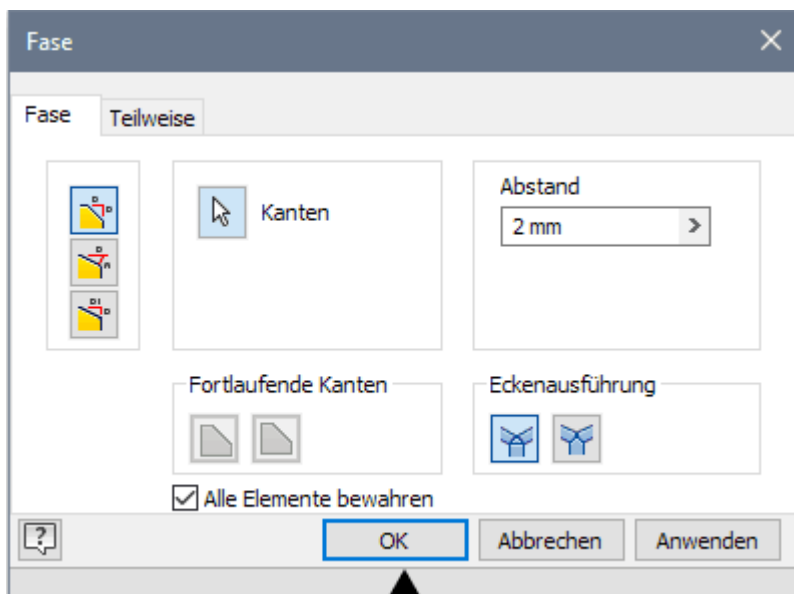 Fase
Fase
Teilweise
Kanten
Abstand
2 mm
Fortlaufende Kanten
Eckenausführung
Alle Elemente bewahren
OK
Abbrechen
Anwenden